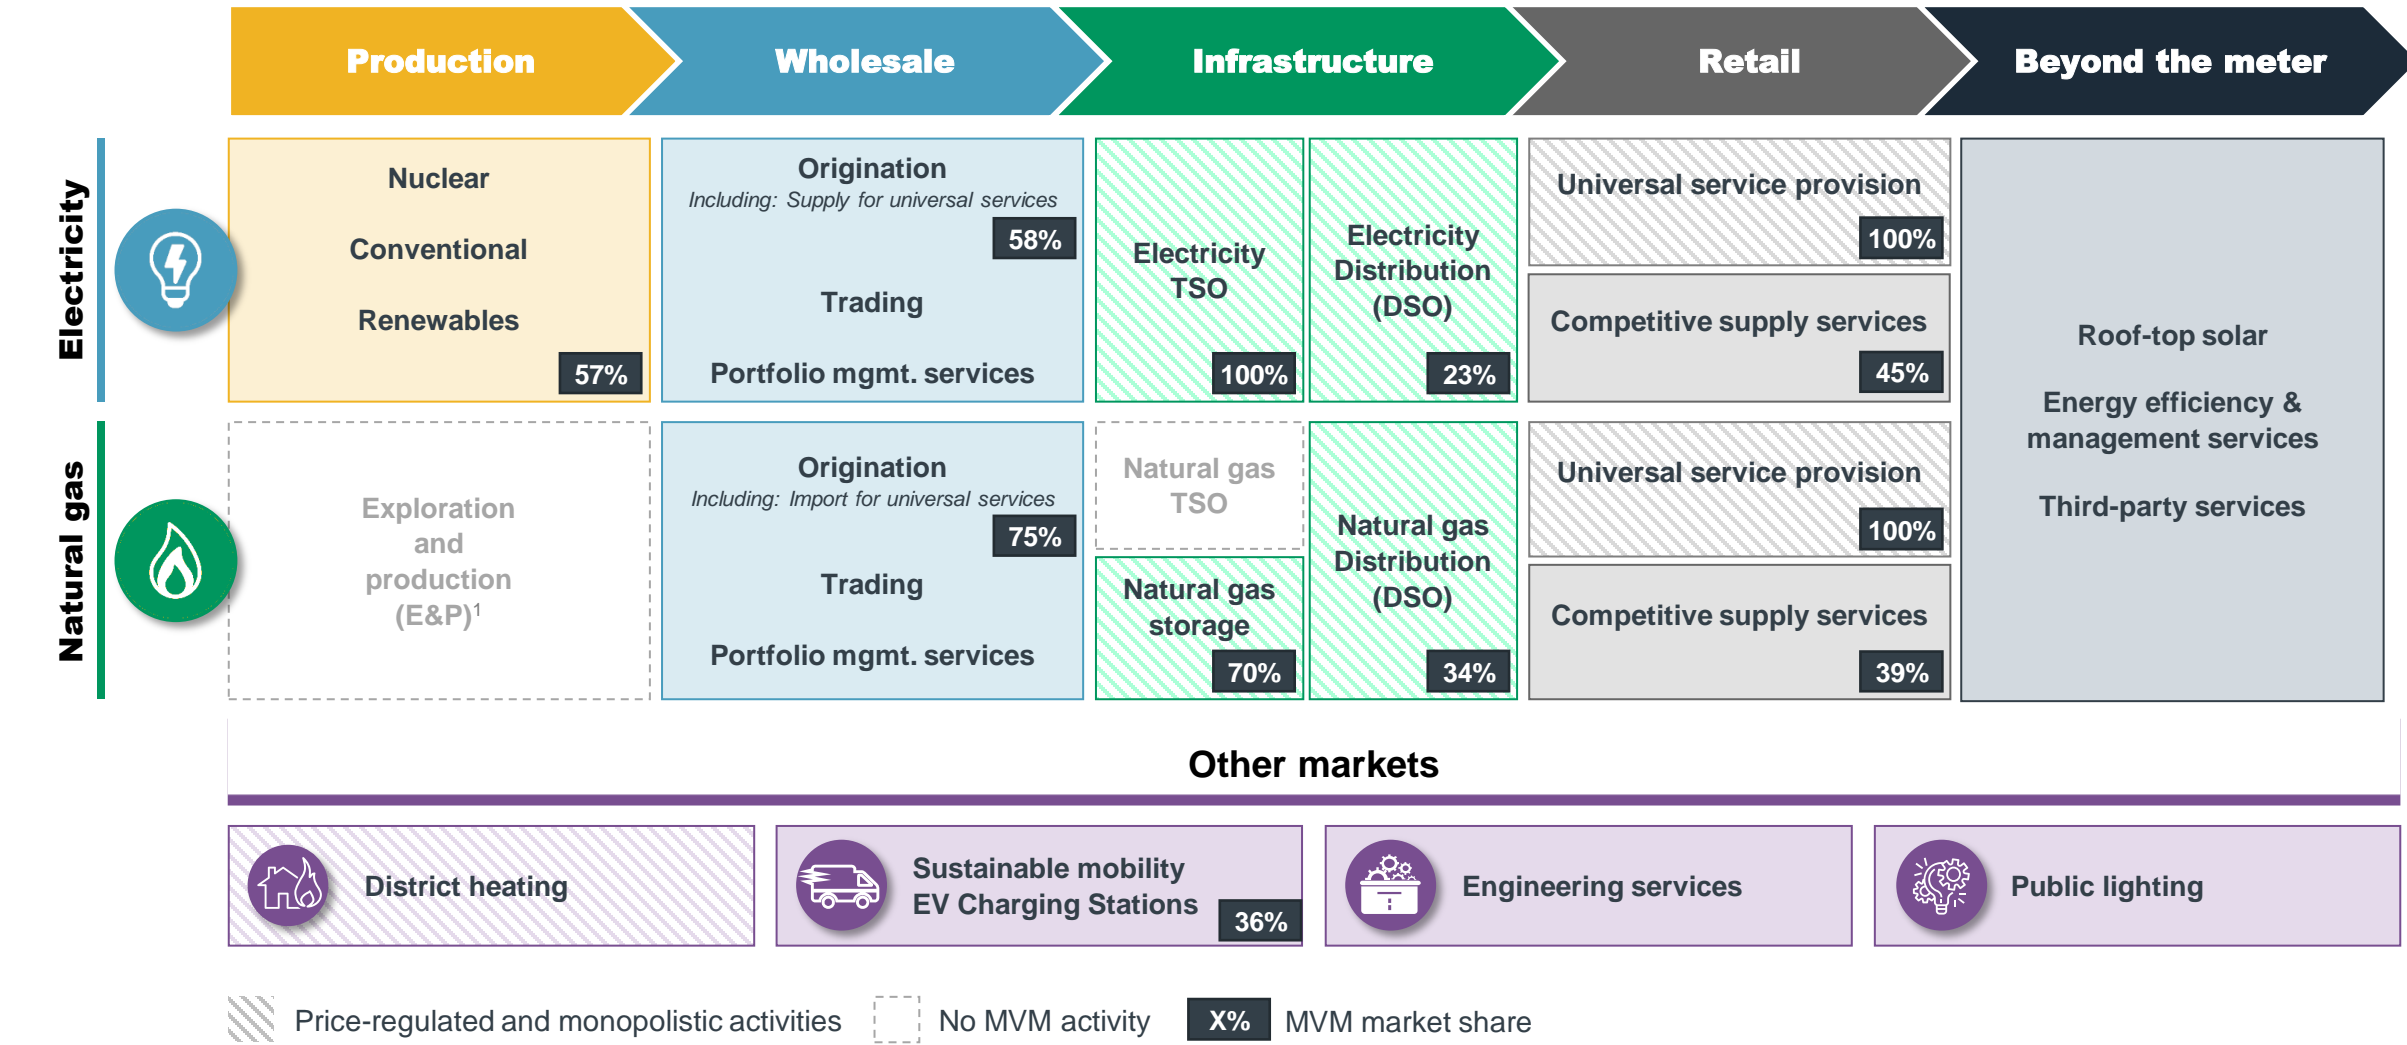 Production
Wholesale
Infrastructure
Retail
Beyond the meter
Electricity
Nuclear
Conventional
Renewables
57%
Origination
Including: Supply for universal services
58%
Trading
Portfolio mgmt. services
Electricity
TSO
100%
Electricity
Distribution
(DSO)
23%
Universal service provision
100%
Competitive supply services
45%
Roof-top solar
Energy efficiency &
management services
Third-party services
Natural gas
Exploration
and
production
(E&P)¹
Origination
Including: Import for universal services
75%
Trading
Portfolio mgmt. services
Natural gas
TSO
Natural gas
storage
70%
Natural gas
Distribution
(DSO)
34%
Universal service provision
100%
Competitive supply services
39%
Other markets
District heating
Sustainable mobility
EV Charging Stations
36%
Engineering services
Public lighting
Price-regulated and monopolistic activities
No MVM activity
X%
MVM market share